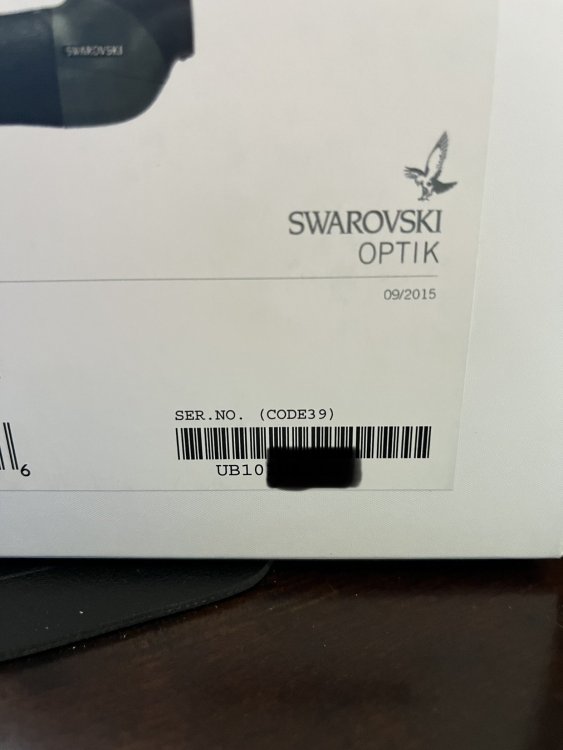 SWAROVSKI
SWAROVSKI
OPTIK
09/2015
SER.NO. (CODE39)
6
UB10